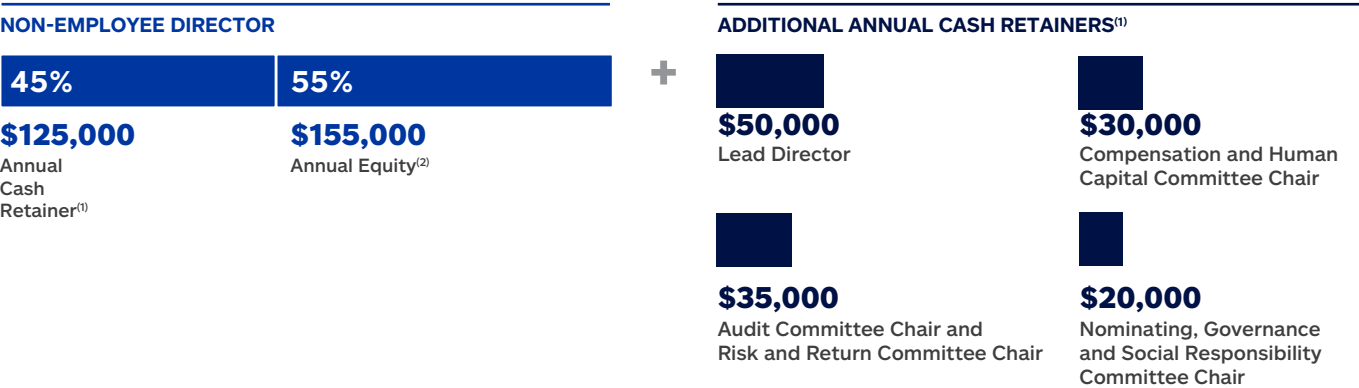 NON-EMPLOYEE DIRECTOR
45%
55%
$125,000
Annual
Cash
Retainer(1)
$155,000
Annual Equity(2)
+
ADDITIONAL ANNUAL CASH RETAINERS(1)
$50,000
Lead Director
$30,000
Compensation and Human
Capital Committee Chair
$35,000
Audit Committee Chair and
Risk and Return Committee Chair
$20,000
Nominating, Governance
and Social Responsibility
Committee Chair